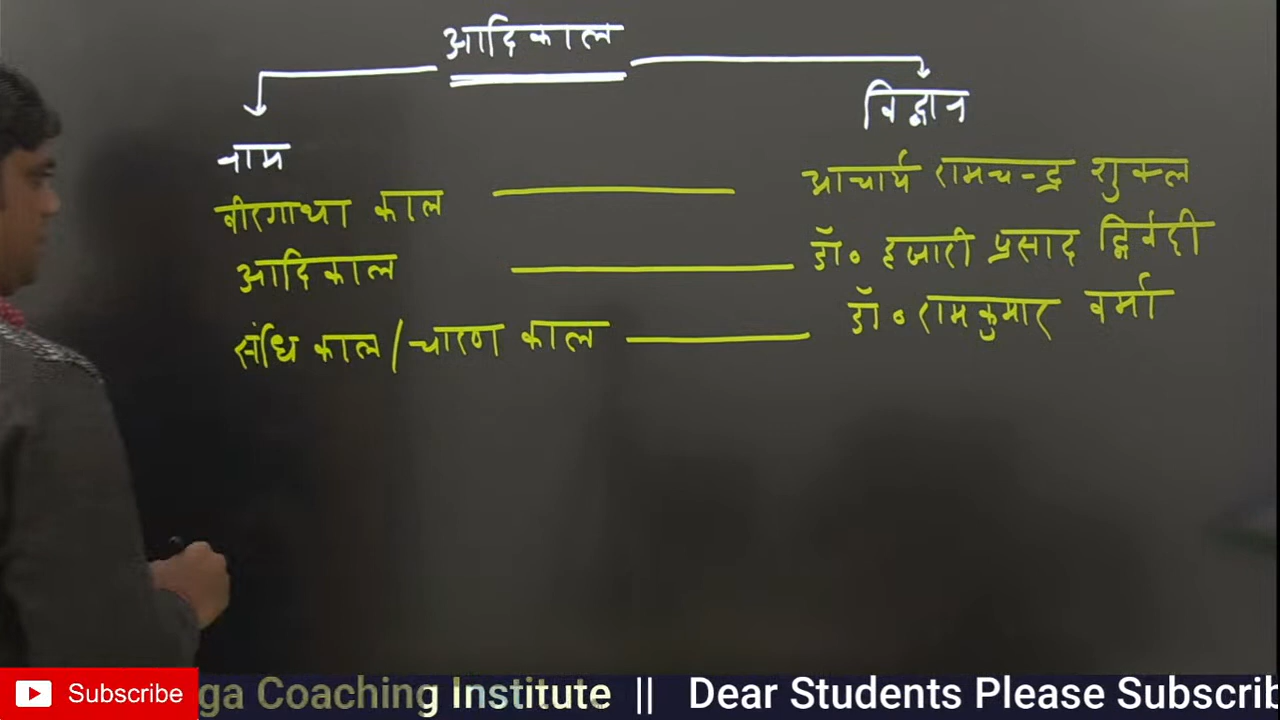 आदिकाल
नाम
विद्वान
वीरगाथा काल
आचार्य रामचन्द्र शुक्ल
आदिकाल
डॉ० हजारी प्रसाद द्विवेदी
संधि काल/चारण काल
डॉ० रामकुमार वर्मा
Subscribe
ga Coaching Institute || Dear Students Please Subscrib